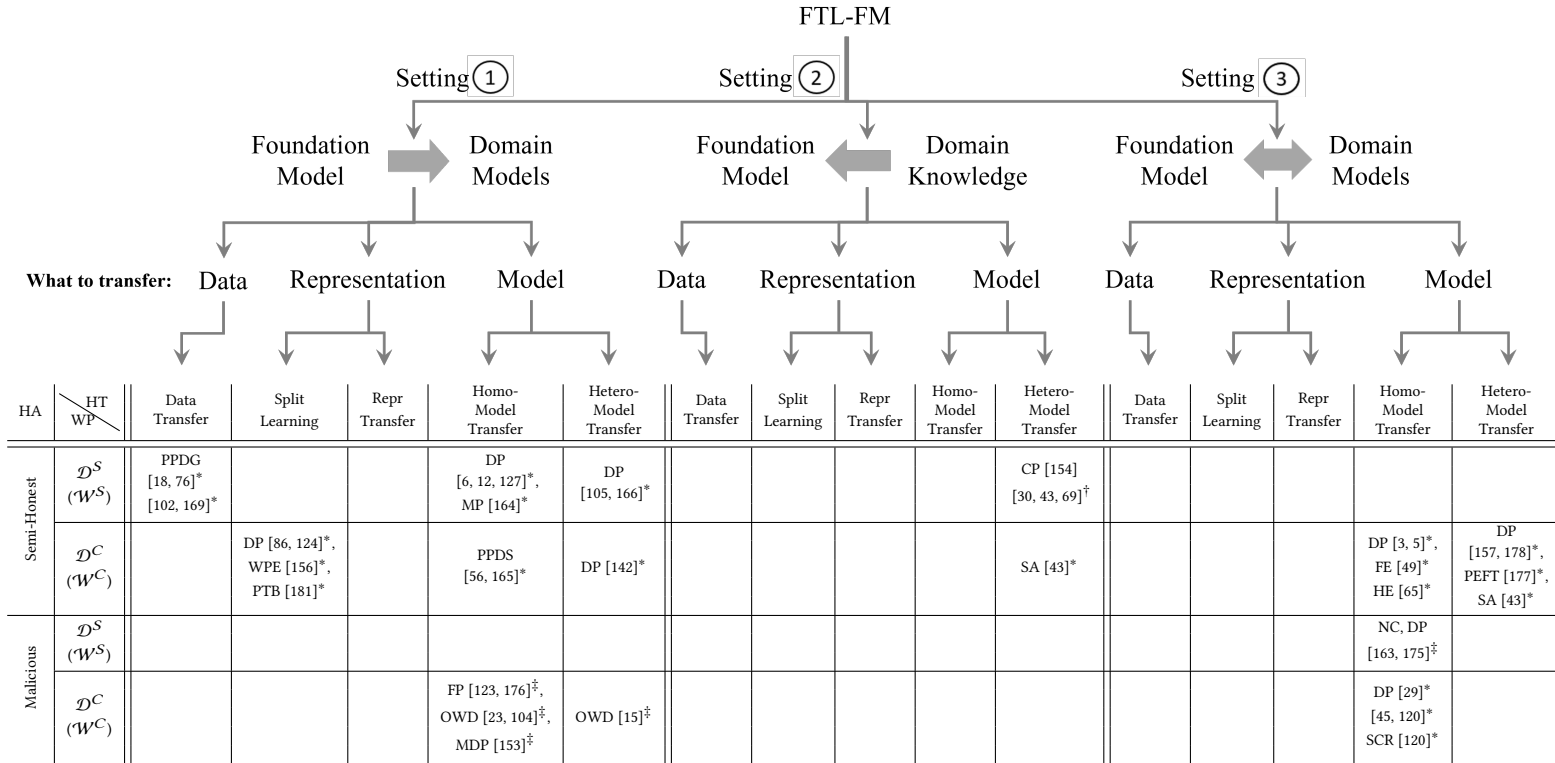 FTL-FM
Setting 1 Setting 2 Setting 3
Foundation Domain Foundation Domain Foundation Domain
Model Models Model Knowledge Model Models
What to transfer: Data Representation Model Data Representation Model Data Representation Model
HA HT WP Data Transfer Split Learning Repr Transfer Homo-Model Transfer Hetero-Model Transfer Data Transfer Split Learning Repr Transfer Homo-Model Transfer Hetero-Model Transfer Data Transfer Split Learning Repr Transfer Homo-Model Transfer Hetero-Model Transfer
Semi-Honest
𝒟^S (𝒲^S) PPDG [18, 76]* [102, 169]* DP [6, 12, 127]*, MP [164]* DP [105, 166]* CP [154] [30, 43, 69]†
𝒟^C (𝒲^C) DP [86, 124]*, WPE [156]*, PTB [181]* PPDS [56, 165]* DP [142]* SA [43]* DP [3, 5]*, FE [49]* HE [65]* DP [157, 178]*, PEFT [177]*, SA [43]*
Malicious
𝒟^S (𝒲^S) NC, DP [163, 175]‡
𝒟^C (𝒲^C) FP [123, 176]‡, OWD [23, 104]‡, MDP [153]‡ OWD [15]‡ DP [29]* [45, 120]* SCR [120]*